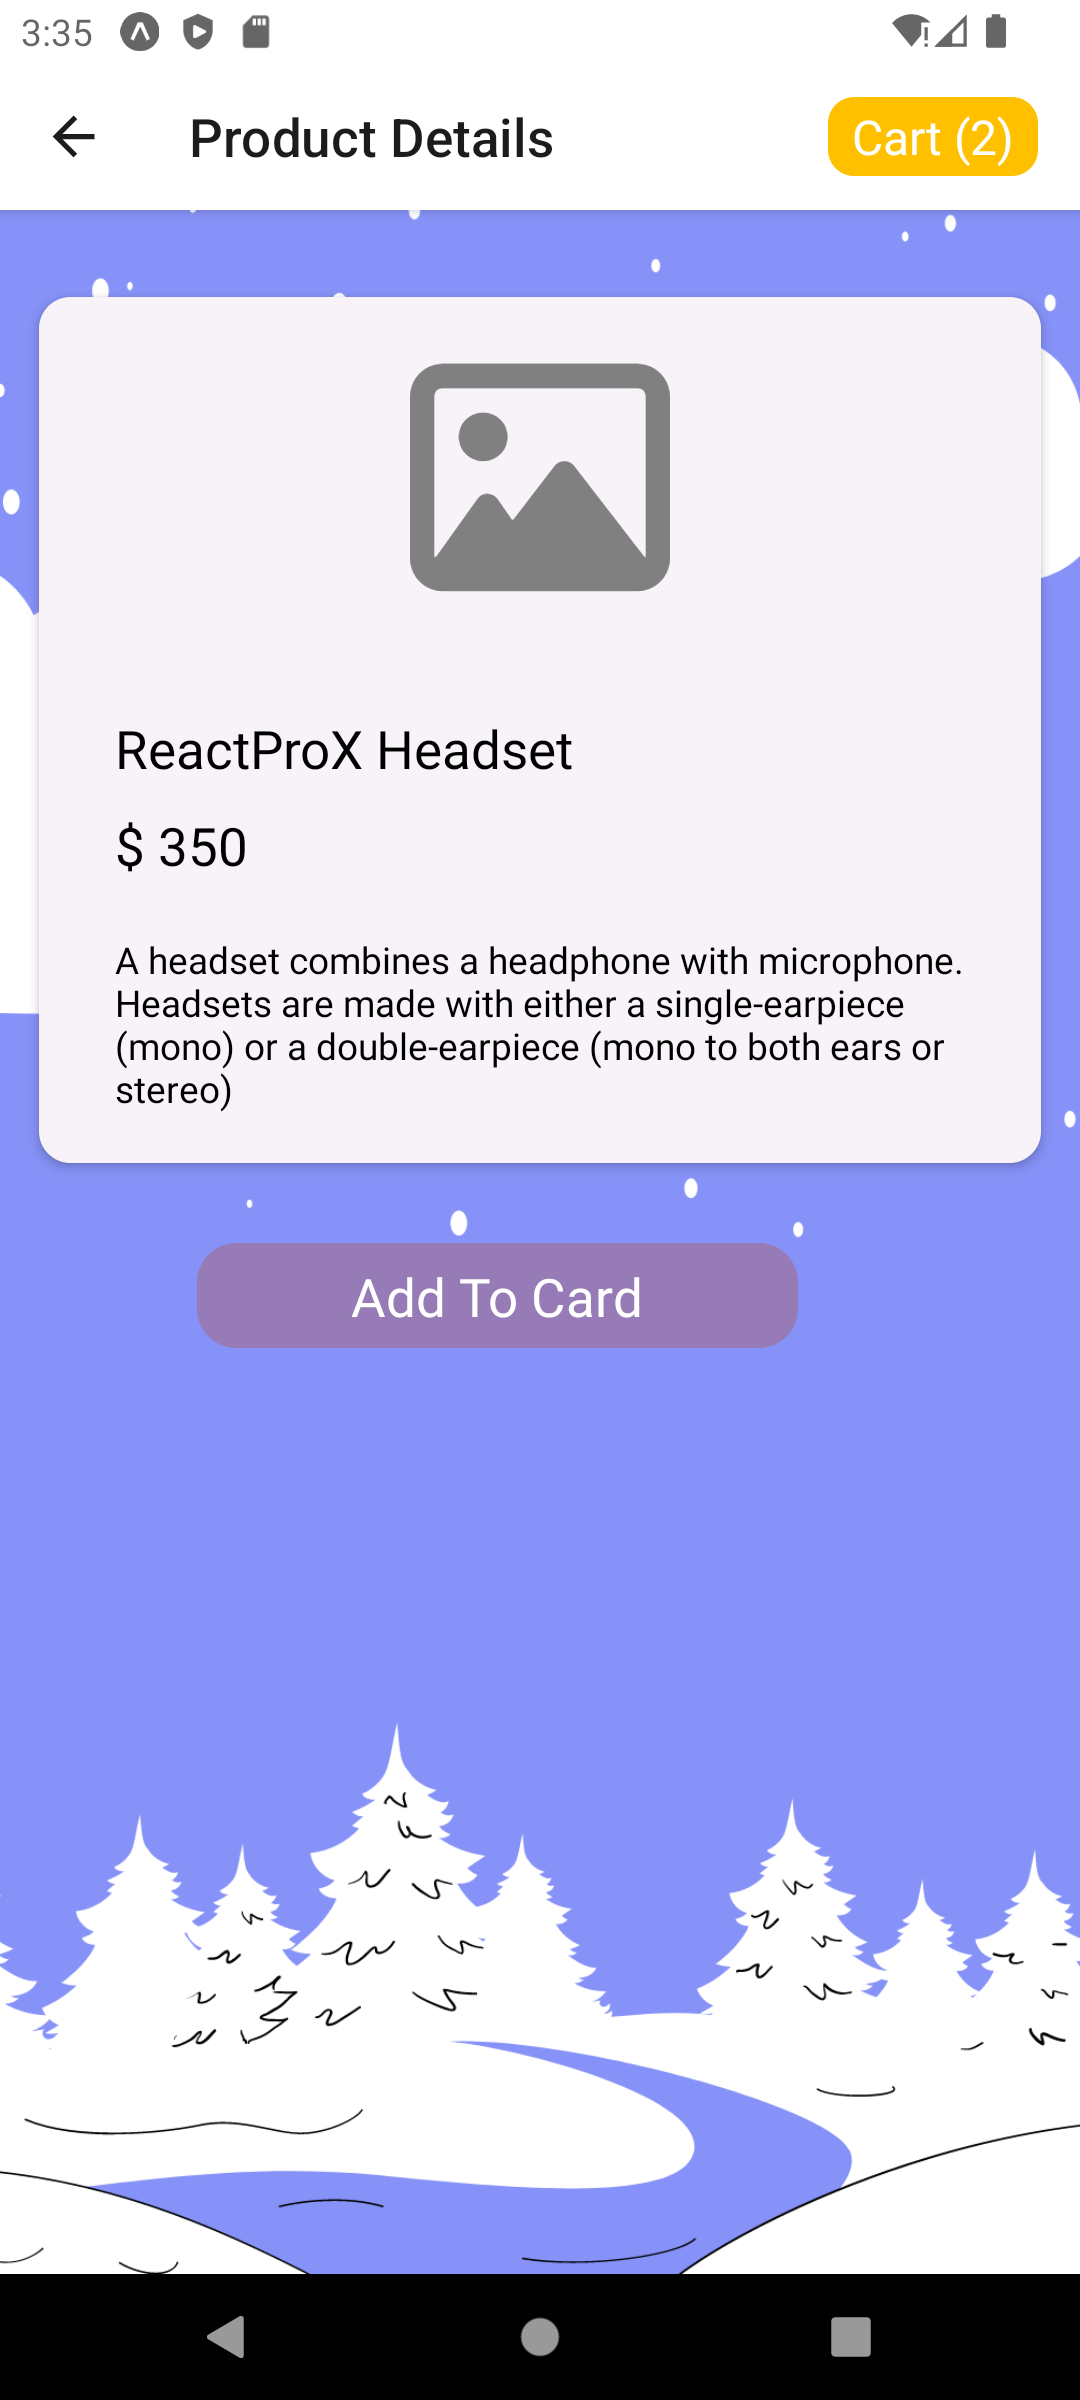 3:35
Product Details
Cart (2)
ReactProX Headset
$ 350
A headset combines a headphone with microphone.
Headsets are made with either a single-earpiece
(mono) or a double-earpiece (mono to both ears or
stereo)
Add To Card